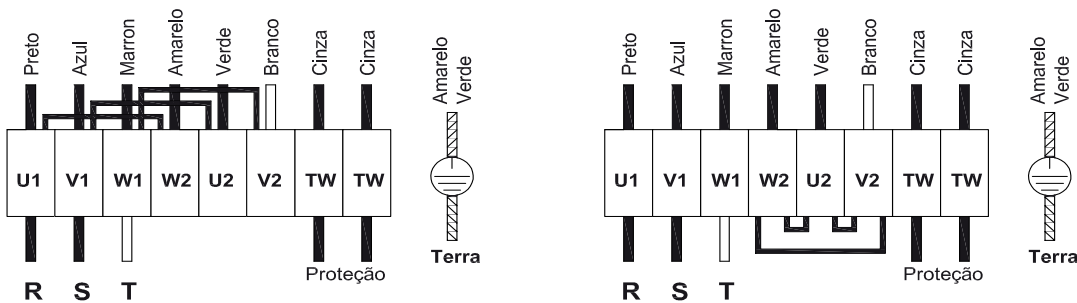 Preto Azul Marron Amarelo Verde Branco Cinza Cinza
Amarelo
Verde
U1 V1 W1 W2 U2 V2 TW TW
Terra
Proteção
R S T
Preto Azul Marron Amarelo Verde Branco Cinza Cinza
Amarelo
Verde
U1 V1 W1 W2 U2 V2 TW TW
Terra
Proteção
R S T